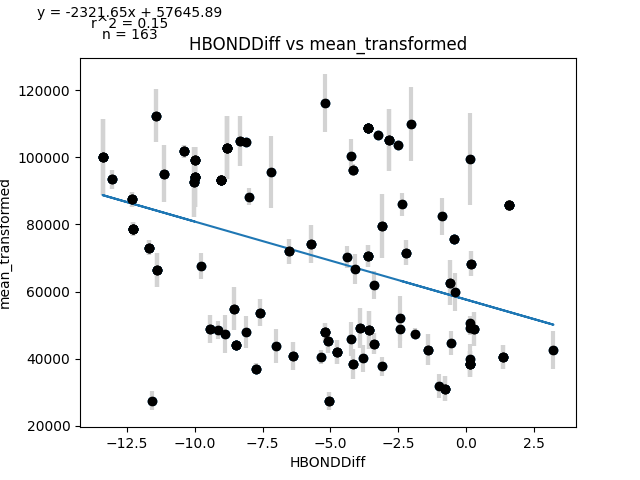 y = -2321.65x + 57645.89
r^2 = 0.15
n = 163
HBONDDiff vs mean_transformed
120000
100000
80000
60000
40000
20000
mean_transformed
−12.5 −10.0 −7.5 −5.0 −2.5 0.0 2.5
HBONDDiff